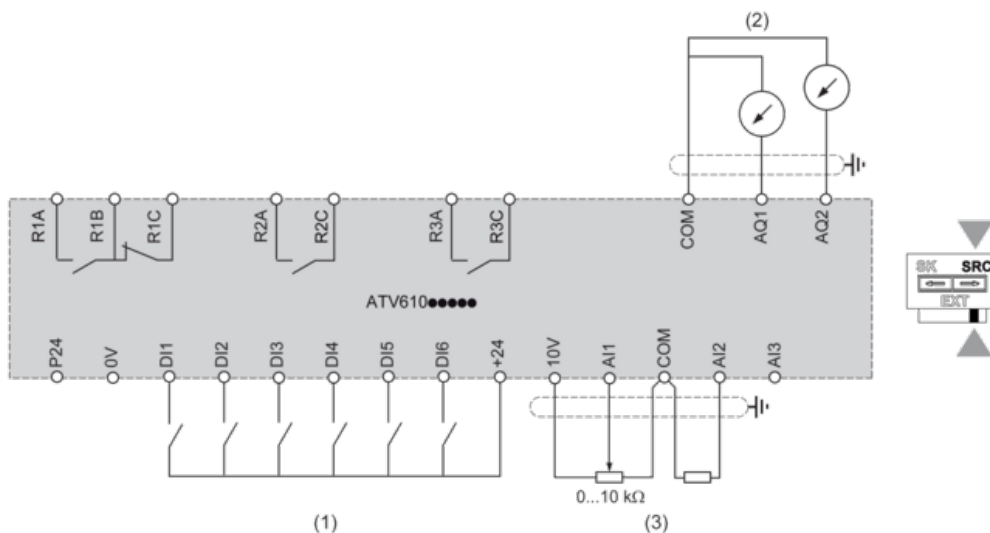 (2)
R1A
R1B
R1C
R2A
R2C
R3A
R3C
COM
AQ1
AQ2
SK SRC
EXT
ATV610●●●●●
P24
0V
DI1
DI2
DI3
DI4
DI5
DI6
+24
10V
AI1
COM
AI2
AI3
0...10 kΩ
(1)
(3)